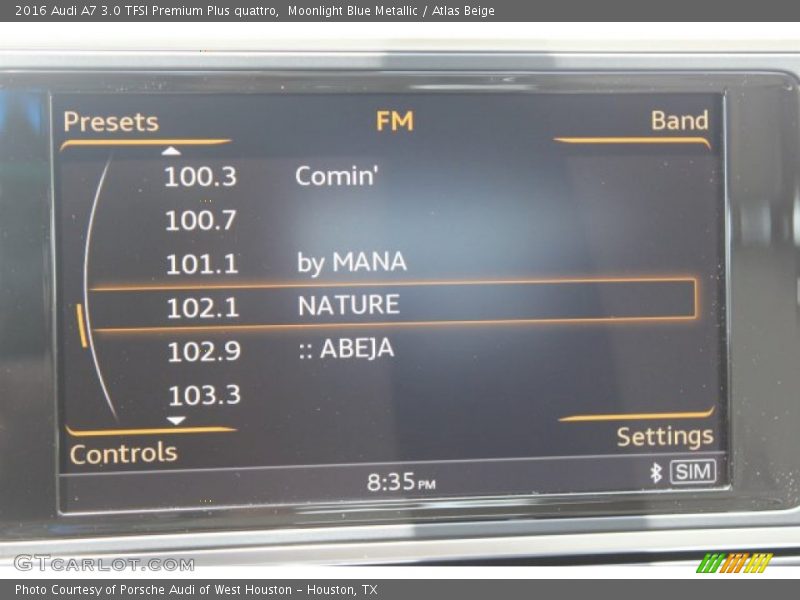 2016 Audi A7 3.0 TFSI Premium Plus quattro,  Moonlight Blue Metallic / Atlas Beige
Presets FM Band
100.3 Comin'
100.7
101.1 by MANA
102.1 NATURE
102.9 :: ABEJA
103.3
Controls Settings
8:35 PM SIM
GTCARLOT.COM
Photo Courtesy of Porsche Audi of West Houston - Houston, TX